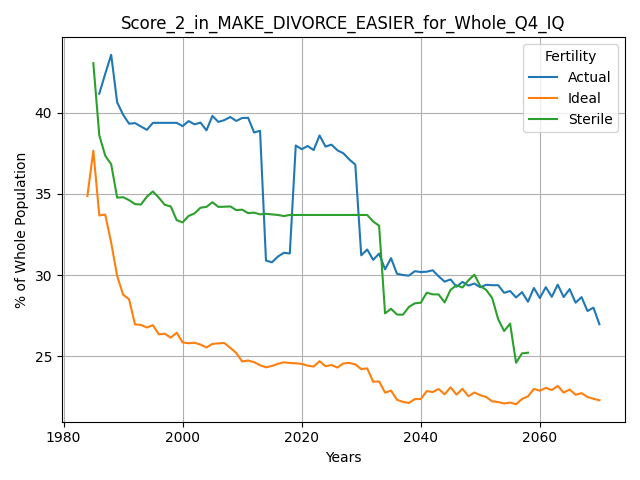 Score_2_in_MAKE_DIVORCE_EASIER_for_Whole_Q4_IQ
Fertility
Actual
Ideal
Sterile
% of Whole Population
40
35
30
25
1980
2000
2020
2040
2060
Years